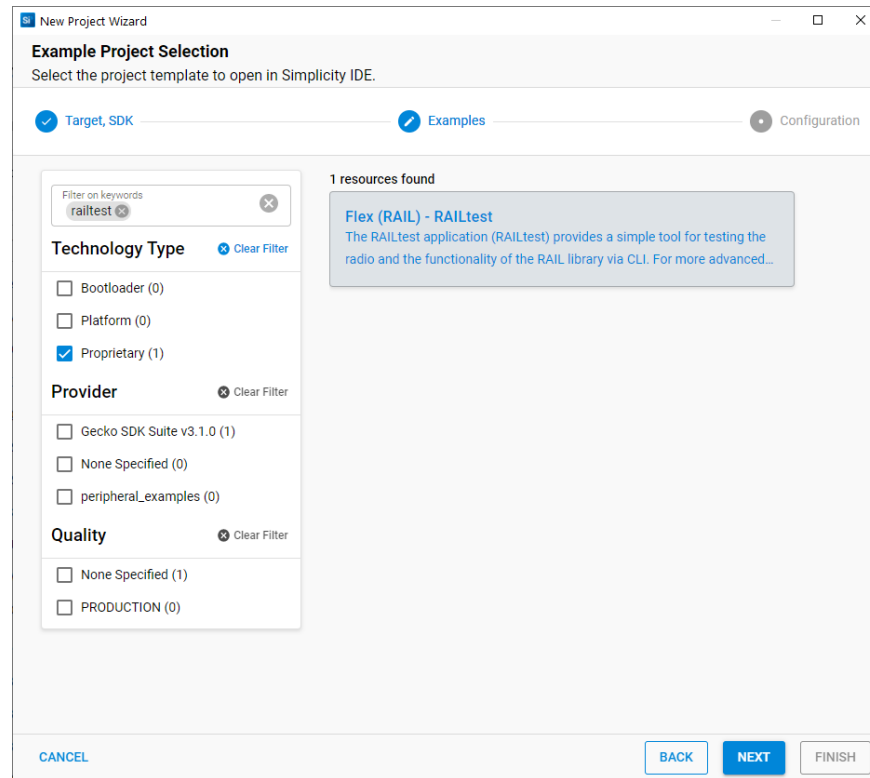 Si New Project Wizard
Example Project Selection
Select the project template to open in Simplicity IDE.
Target, SDK
Examples
Configuration
Filter on keywords
railtest
Technology Type
Clear Filter
Bootloader (0)
Platform (0)
Proprietary (1)
Provider
Clear Filter
Gecko SDK Suite v3.1.0 (1)
None Specified (0)
peripheral_examples (0)
Quality
Clear Filter
None Specified (1)
PRODUCTION (0)
1 resources found
Flex (RAIL) - RAILtest
The RAILtest application (RAILtest) provides a simple tool for testing the
radio and the functionality of the RAIL library via CLI. For more advanced...
CANCEL
BACK
NEXT
FINISH